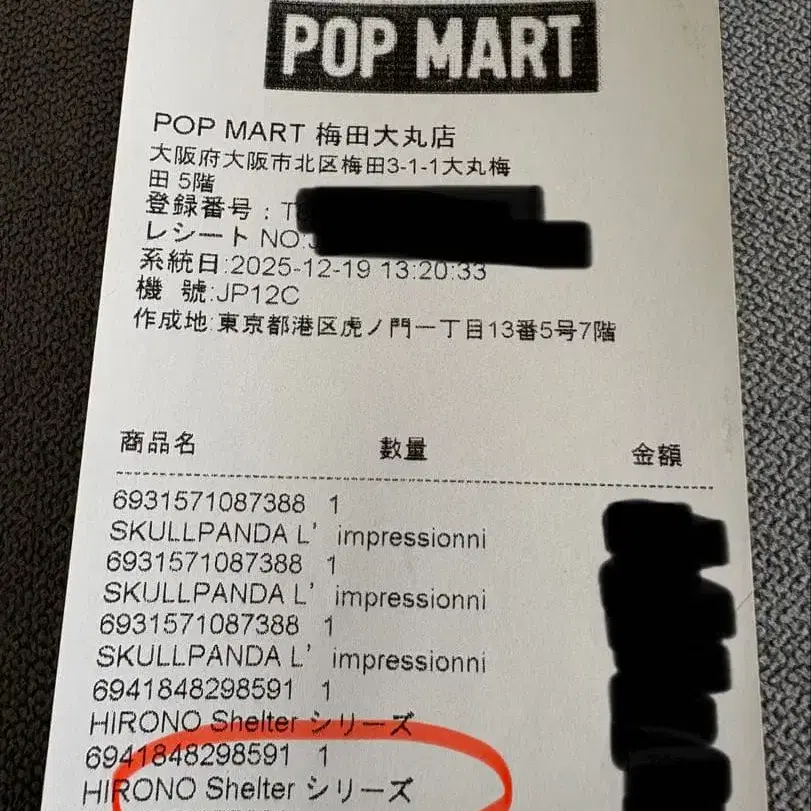 POP MART
POP MART 梅田大丸店
大阪府大阪市北区梅田3-1-1大丸梅
田 5階
登録番号：T
レシート NO:
系統日:2025-12-19 13:20:33
機 號:JP12C
作成地:東京都港区虎ノ門一丁目13番5号7階
商品名 数量 金額
6931571087388 1
SKULLPANDA L' impressionni
6931571087388 1
SKULLPANDA L' impressionni
6931571087388 1
SKULLPANDA L' impressionni
6941848298591 1
HIRONO Shelter シリーズ
6941848298591 1
HIRONO Shelter シリーズ